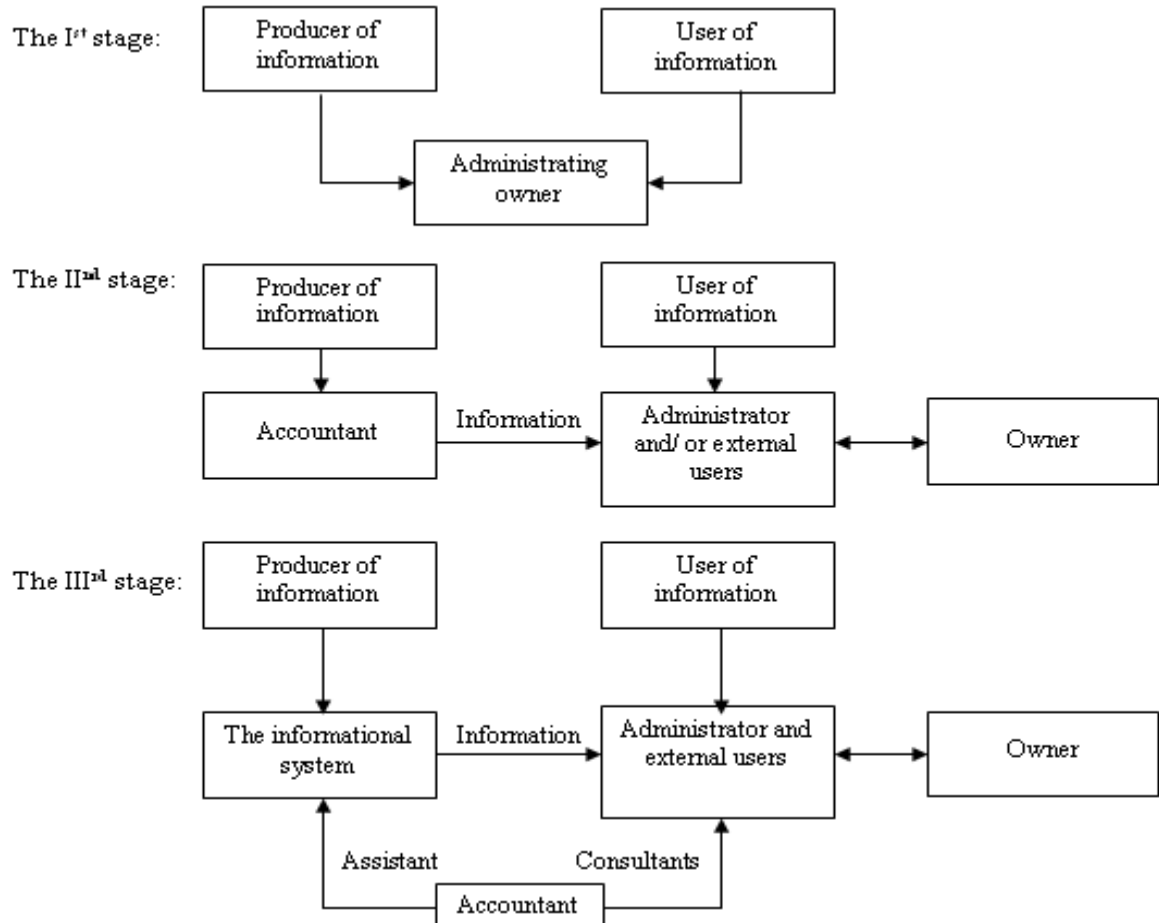 The Ist stage:
Producer of
information
User of
information
Administrating
owner
The IInd stage:
Producer of
information
User of
information
Accountant
Information
Administrator
and/ or external
users
Owner
The IIIrd stage:
Producer of
information
User of
information
The informational
system
Information
Administrator and
external users
Owner
Assistant
Consultants
Accountant